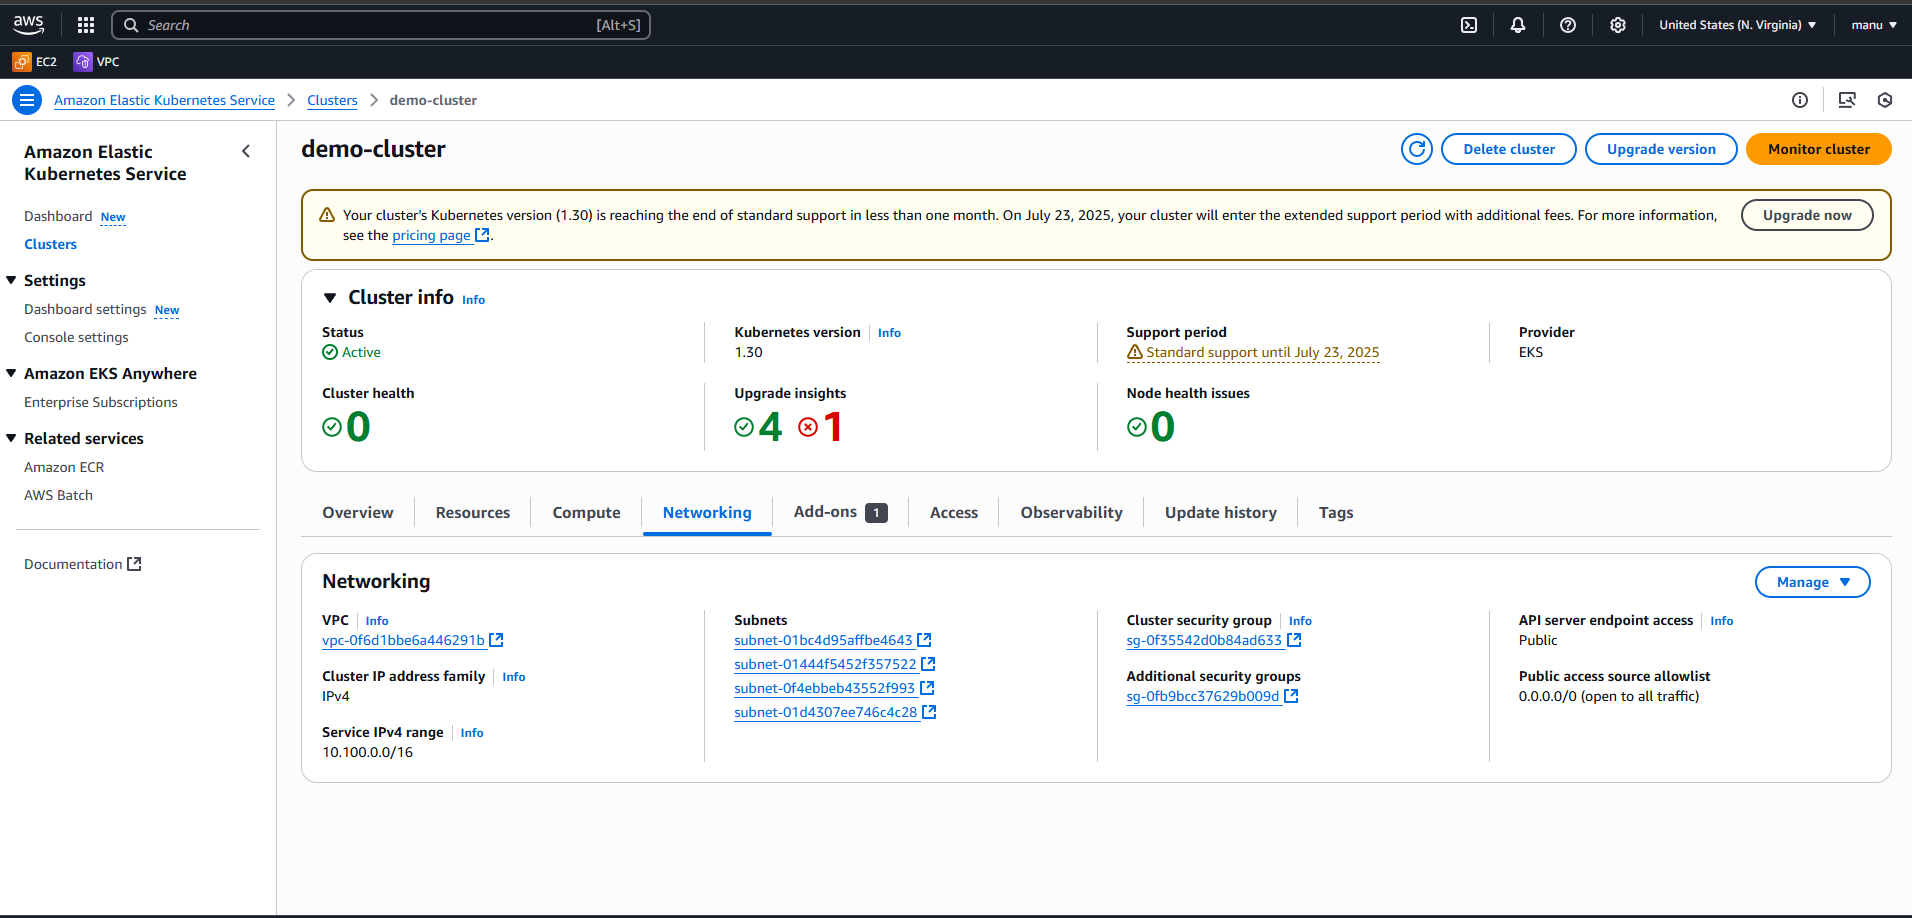 aws
Search
[Alt+S]
United States (N. Virginia)
manu
EC2
VPC
Amazon Elastic Kubernetes Service
Clusters
demo-cluster
Amazon Elastic
Kubernetes Service
Dashboard New
Clusters
Settings
Dashboard settings New
Console settings
Amazon EKS Anywhere
Enterprise Subscriptions
Related services
Amazon ECR
AWS Batch
Documentation
demo-cluster
Delete cluster
Upgrade version
Monitor cluster
Your cluster's Kubernetes version (1.30) is reaching the end of standard support in less than one month. On July 23, 2025, your cluster will enter the extended support period with additional fees. For more information,
see the pricing page.
Upgrade now
Cluster info Info
Status
Active
Kubernetes version Info
1.30
Support period
Standard support until July 23, 2025
Provider
EKS
Cluster health
0
Upgrade insights
4 1
Node health issues
0
Overview
Resources
Compute
Networking
Add-ons 1
Access
Observability
Update history
Tags
Networking
Manage
VPC Info
vpc-0f6d1bbe6a446291b
Cluster IP address family Info
IPv4
Service IPv4 range Info
10.100.0.0/16
Subnets
subnet-01bc4d95affbe4643
subnet-01444f5452f357522
subnet-0f4ebbeb43552f993
subnet-01d4307ee746c4c28
Cluster security group Info
sg-0f35542d0b84ad633
Additional security groups
sg-0fb9bcc37629b009d
API server endpoint access Info
Public
Public access source allowlist
0.0.0.0/0 (open to all traffic)